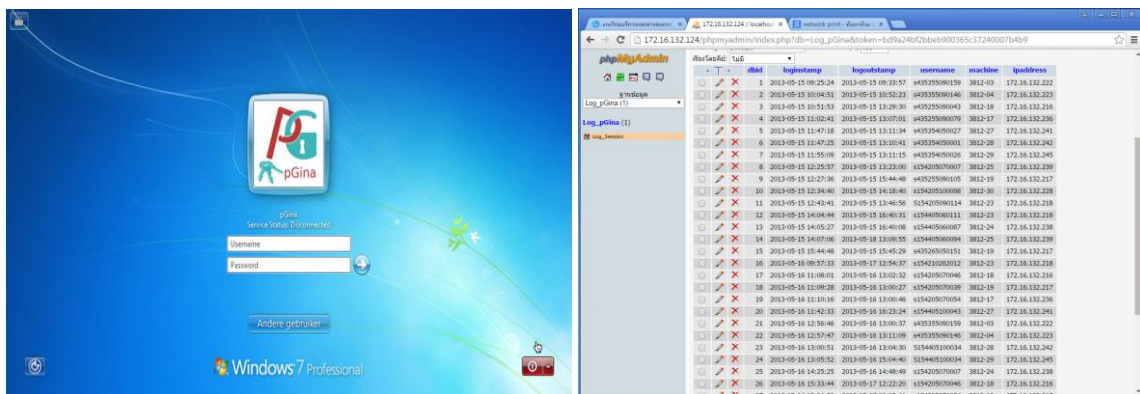 pGina
pGina
Service Status: Disconnected
Username
Password
Andere gebruiker
Windows 7 Professional
172.16.132.124 / localhos
network print - ค้นหาด้วย
172.16.132.124/phpmyadmin/index.php?db=Log_pGina&token=bd9a24bf2bbeb900365c37240007b4b9
phpMyAdmin
ฐานข้อมูล
Log_pGina (1)
Log_pGina (1)
Log_Session
เรียงโดยคีย์: ไม่มี
dbid loginstamp logoutstamp username machine ipaddress
1 2013-05-15 09:25:24 2013-05-15 09:33:57 s435355090159 3812-03 172.16.132.222
2 2013-05-15 10:04:51 2013-05-15 10:52:23 s435355090146 3812-04 172.16.132.223
3 2013-05-15 10:51:53 2013-05-15 13:29:30 s435255090043 3812-18 172.16.132.216
4 2013-05-15 11:02:41 2013-05-15 13:07:01 s435255090079 3812-17 172.16.132.236
5 2013-05-15 11:47:18 2013-05-15 13:11:34 s435354050027 3812-27 172.16.132.241
6 2013-05-15 11:47:25 2013-05-15 13:10:41 s435354050001 3812-28 172.16.132.242
7 2013-05-15 11:55:09 2013-05-15 13:11:15 s435354050026 3812-29 172.16.132.245
8 2013-05-15 12:25:57 2013-05-15 13:23:00 s154205070007 3812-25 172.16.132.239
9 2013-05-15 12:27:36 2013-05-15 15:44:48 s435255090105 3812-19 172.16.132.217
10 2013-05-15 12:34:40 2013-05-15 14:18:40 s154205100098 3812-30 172.16.132.228
11 2013-05-15 12:43:41 2013-05-15 13:46:56 S154205090114 3812-23 172.16.132.218
12 2013-05-15 14:04:44 2013-05-15 16:40:31 s154405060111 3812-23 172.16.132.218
13 2013-05-15 14:05:27 2013-05-15 16:40:08 s154405060087 3812-24 172.16.132.238
14 2013-05-15 14:07:06 2013-05-18 13:09:55 s154405060094 3812-25 172.16.132.239
15 2013-05-15 15:44:48 2013-05-15 15:45:29 s435265050151 3812-19 172.16.132.217
16 2013-05-16 09:57:33 2013-05-17 12:54:37 s154210262012 3812-23 172.16.132.218
17 2013-05-16 11:08:01 2013-05-16 13:02:32 s154205070046 3812-18 172.16.132.216
18 2013-05-16 11:09:28 2013-05-16 13:00:27 s154205070039 3812-19 172.16.132.217
19 2013-05-16 11:10:16 2013-05-16 13:00:46 s154205070054 3812-17 172.16.132.236
20 2013-05-16 11:42:33 2013-05-16 16:23:24 s154405100043 3812-27 172.16.132.241
21 2013-05-16 12:56:46 2013-05-16 13:00:37 s435355090159 3812-03 172.16.132.222
22 2013-05-16 12:57:47 2013-05-16 13:11:09 s435355090146 3812-04 172.16.132.223
23 2013-05-16 13:00:51 2013-05-16 13:04:30 S154405100034 3812-28 172.16.132.242
24 2013-05-16 13:05:52 2013-05-16 15:04:40 S154405100034 3812-29 172.16.132.245
25 2013-05-16 14:25:25 2013-05-16 14:48:49 s154205070007 3812-24 172.16.132.238
26 2013-05-16 15:33:44 2013-05-17 12:22:20 s154205070046 3812-18 172.16.132.216